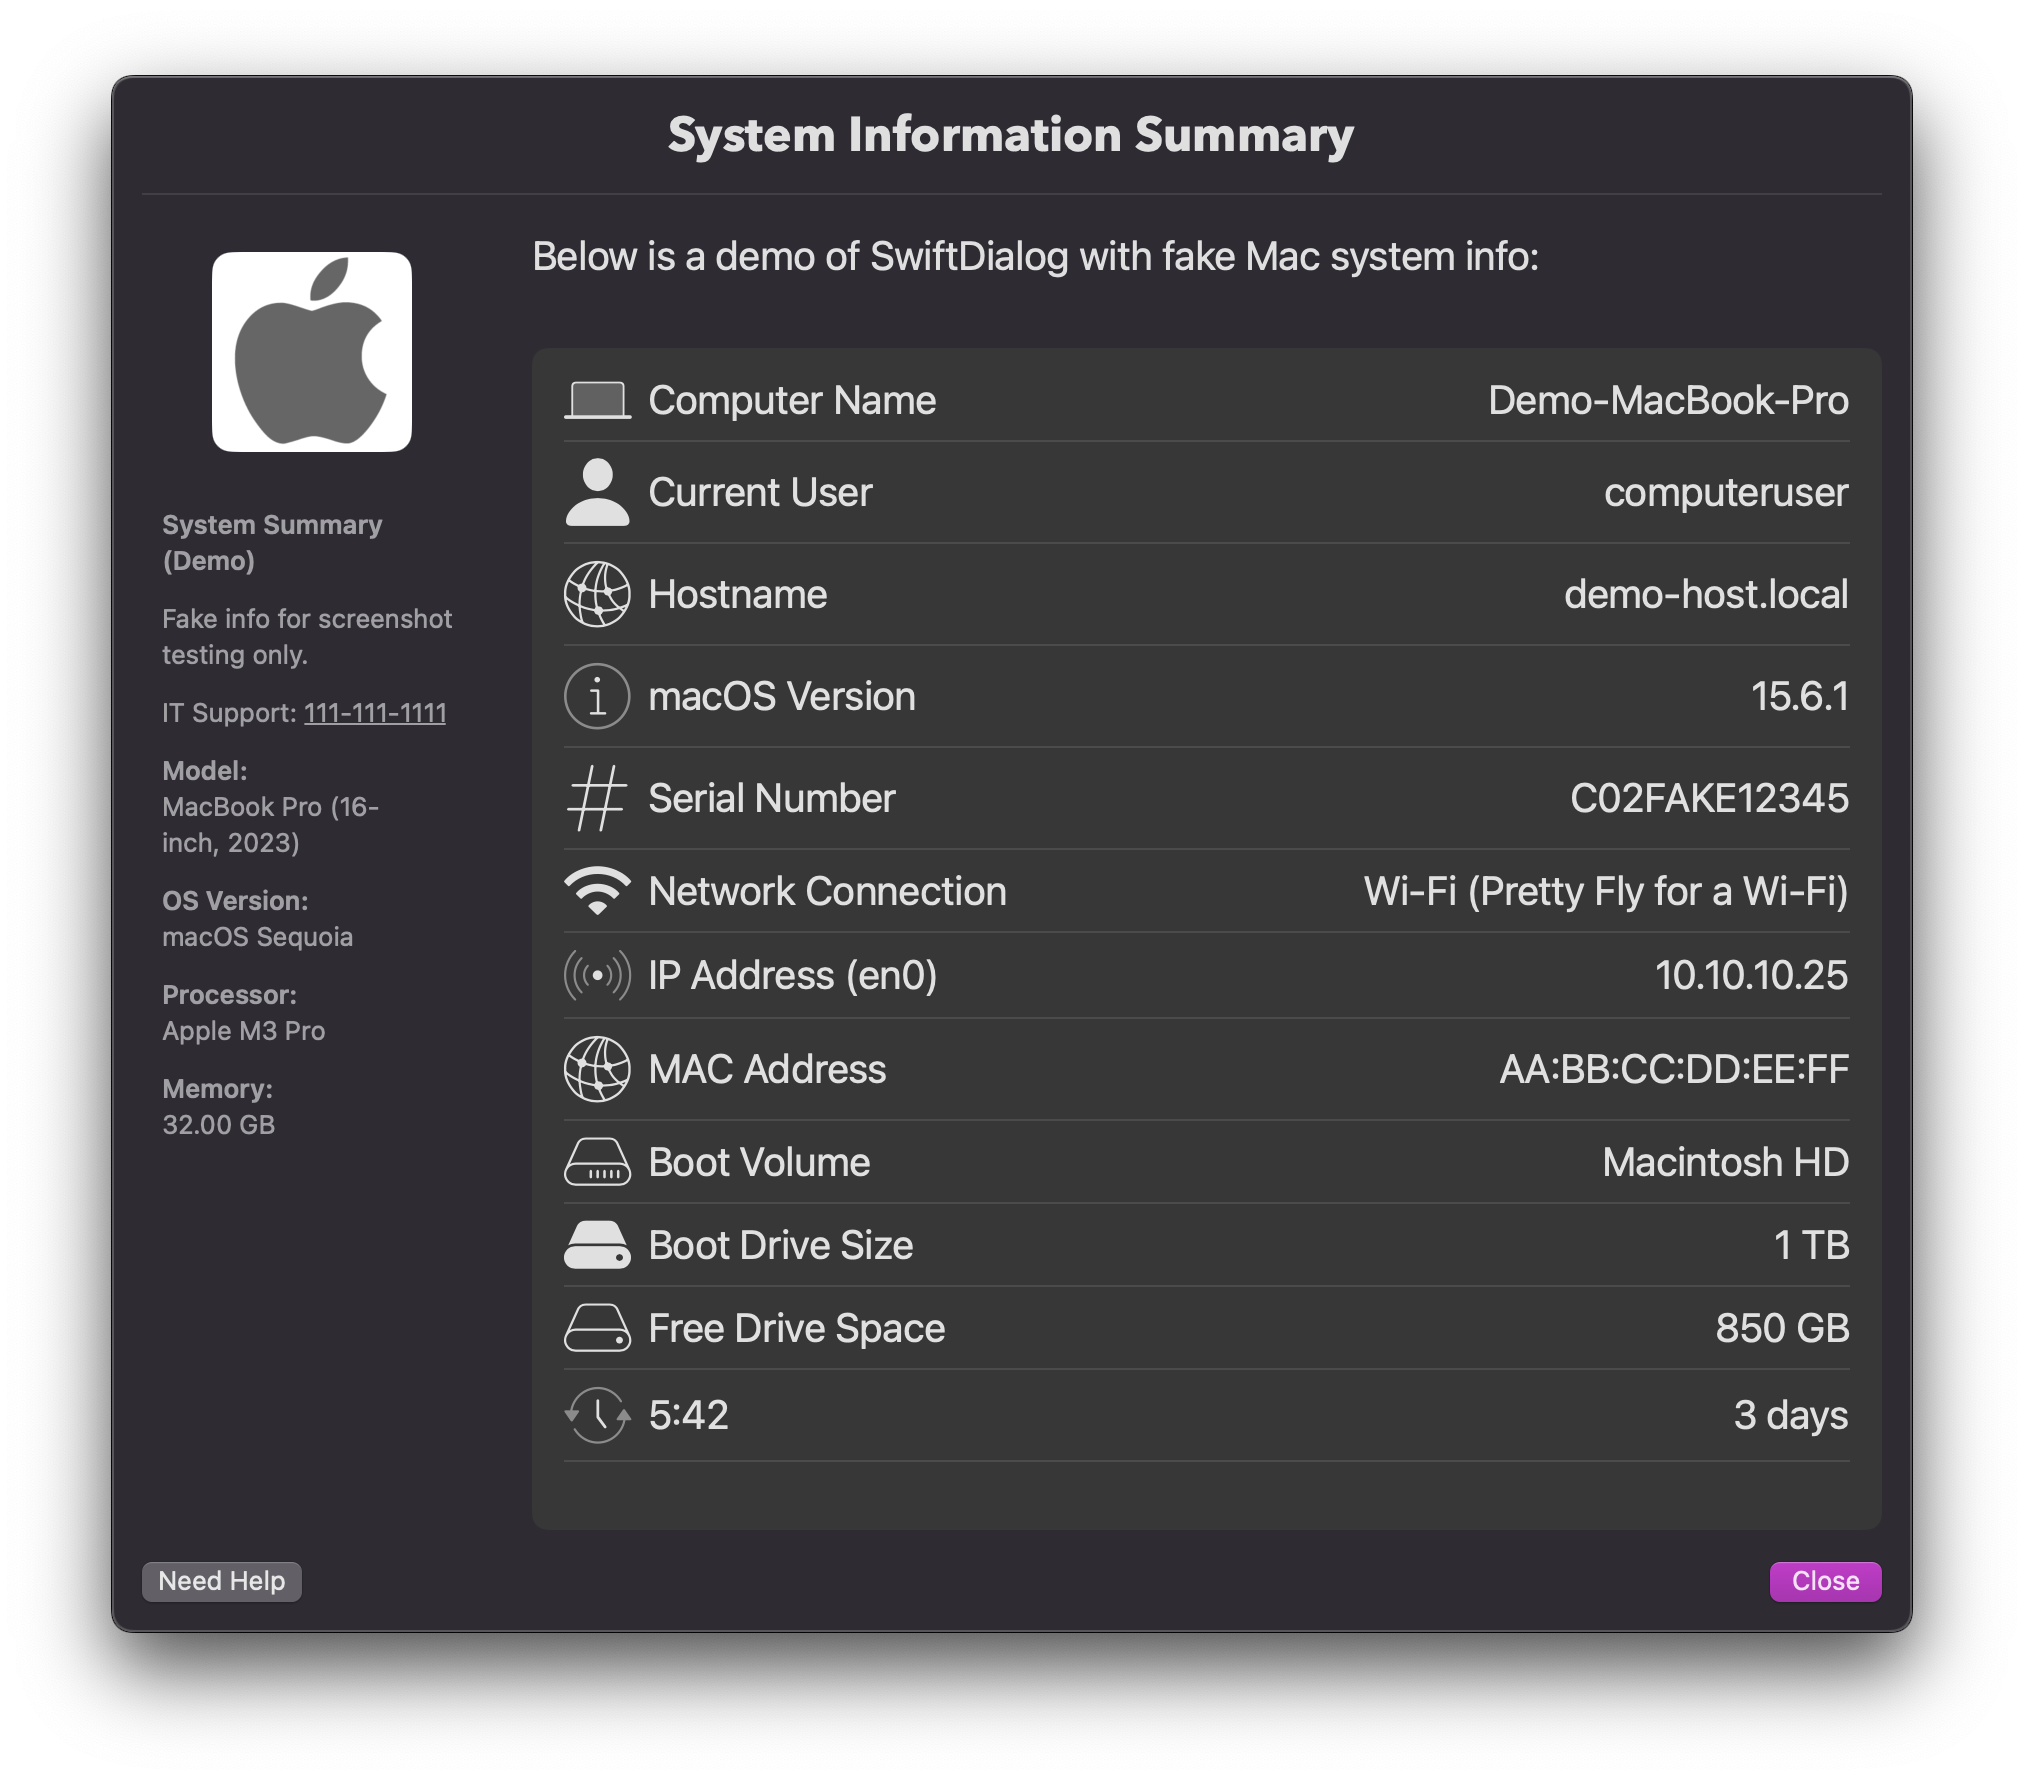 System Information Summary
Below is a demo of SwiftDialog with fake Mac system info:
System Summary
(Demo)
Fake info for screenshot
testing only.
IT Support: 111-111-1111
Model:
MacBook Pro (16-
inch, 2023)
OS Version:
macOS Sequoia
Processor:
Apple M3 Pro
Memory:
32.00 GB
Computer Name Demo-MacBook-Pro
Current User computeruser
Hostname demo-host.local
macOS Version 15.6.1
Serial Number C02FAKE12345
Network Connection Wi-Fi (Pretty Fly for a Wi-Fi)
IP Address (en0) 10.10.10.25
MAC Address AA:BB:CC:DD:EE:FF
Boot Volume Macintosh HD
Boot Drive Size 1 TB
Free Drive Space 850 GB
5:42 3 days
Need Help Close